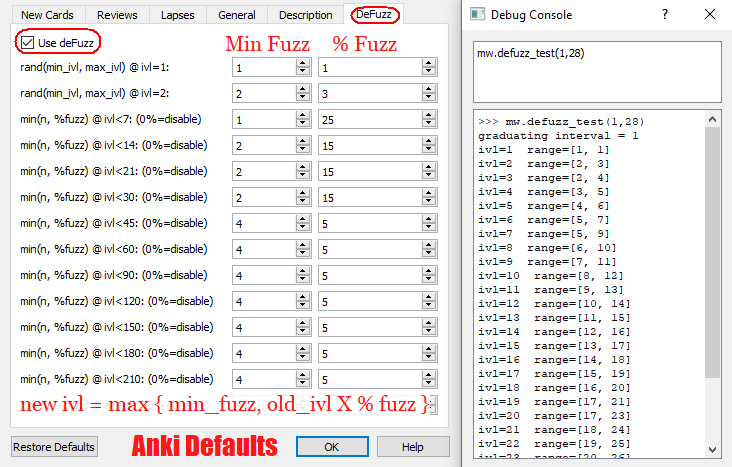 New Cards Reviews Lapses General Description DeFuzz
Use deFuzz Min Fuzz % Fuzz
rand(min_ivl, max_ivl) @ ivl=1: 1 1
rand(min_ivl, max_ivl) @ ivl=2: 2 3
min(n, %fuzz) @ ivl<7: (0%=disable) 1 25
min(n, %fuzz) @ ivl<14: (0%=disable) 2 15
min(n, %fuzz) @ ivl<21: (0%=disable) 2 15
min(n, %fuzz) @ ivl<30: (0%=disable) 2 15
min(n, %fuzz) @ ivl<45: (0%=disable) 4 5
min(n, %fuzz) @ ivl<60: (0%=disable) 4 5
min(n, %fuzz) @ ivl<90: (0%=disable) 4 5
min(n, %fuzz) @ ivl<120: (0%=disable) 4 5
min(n, %fuzz) @ ivl<150: (0%=disable) 4 5
min(n, %fuzz) @ ivl<180: (0%=disable) 4 5
min(n, %fuzz) @ ivl<210: (0%=disable) 4 5
new ivl = max { min_fuzz, old_ivl X % fuzz }
Restore Defaults Anki Defaults OK Help
Debug Console
mw.defuzz_test(1,28)
>>> mw.defuzz_test(1,28)
graduating interval = 1
ivl=1 range=[1, 1]
ivl=2 range=[2, 3]
ivl=3 range=[2, 4]
ivl=4 range=[3, 5]
ivl=5 range=[4, 6]
ivl=6 range=[5, 7]
ivl=7 range=[5, 9]
ivl=8 range=[6, 10]
ivl=9 range=[7, 11]
ivl=10 range=[8, 12]
ivl=11 range=[9, 13]
ivl=12 range=[10, 14]
ivl=13 range=[11, 15]
ivl=14 range=[12, 16]
ivl=15 range=[13, 17]
ivl=16 range=[14, 18]
ivl=17 range=[15, 19]
ivl=18 range=[16, 20]
ivl=19 range=[17, 21]
ivl=20 range=[17, 23]
ivl=21 range=[18, 24]
ivl=22 range=[19, 25]
ivl=23 range=[20, 26]